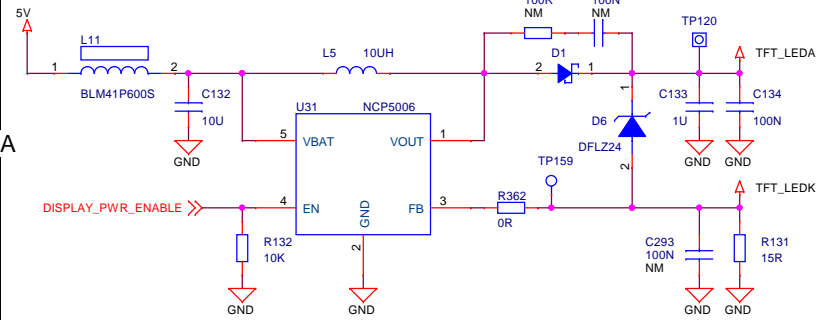 100K
100N
5V
NM
NM
TP120
L11
L5
10UH
D1
TFT_LEDA
1
2
2
1
BLM41P600S
C132
10U
U31
NCP5006
1
C133
1U
C134
100N
D6
DFLZ24
GND
5
VBAT
VOUT
1
GND
GND
A
2
TP159
TFT_LEDK
DISPLAY_PWR_ENABLE
4
EN
GND
FB
3
R362
0R
2
R132
10K
C293
100N
NM
R131
15R
GND
GND
GND
GND